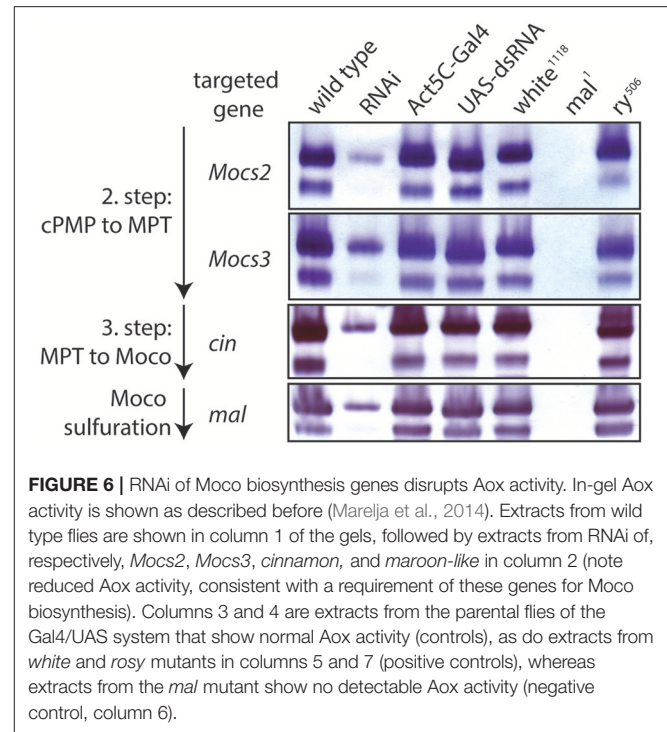 targeted
gene
wild type
RNAi
Act5C-Gal4
UAS-dsRNA
white¹¹¹⁸
mal¹
ry⁵⁰⁶
2. step:
cPMP to MPT
Mocs2
Mocs3
3. step:
MPT to Moco
cin
Moco
sulfuration
mal
FIGURE 6 | RNAi of Moco biosynthesis genes disrupts Aox activity. In-gel Aox
activity is shown as described before (Marelja et al., 2014). Extracts from wild
type flies are shown in column 1 of the gels, followed by extracts from RNAi of,
respectively, Mocs2, Mocs3, cinnamon, and maroon-like in column 2 (note
reduced Aox activity, consistent with a requirement of these genes for Moco
biosynthesis). Columns 3 and 4 are extracts from the parental flies of the
Gal4/UAS system that show normal Aox activity (controls), as do extracts from
white and rosy mutants in columns 5 and 7 (positive controls), whereas
extracts from the mal mutant show no detectable Aox activity (negative
control, column 6).